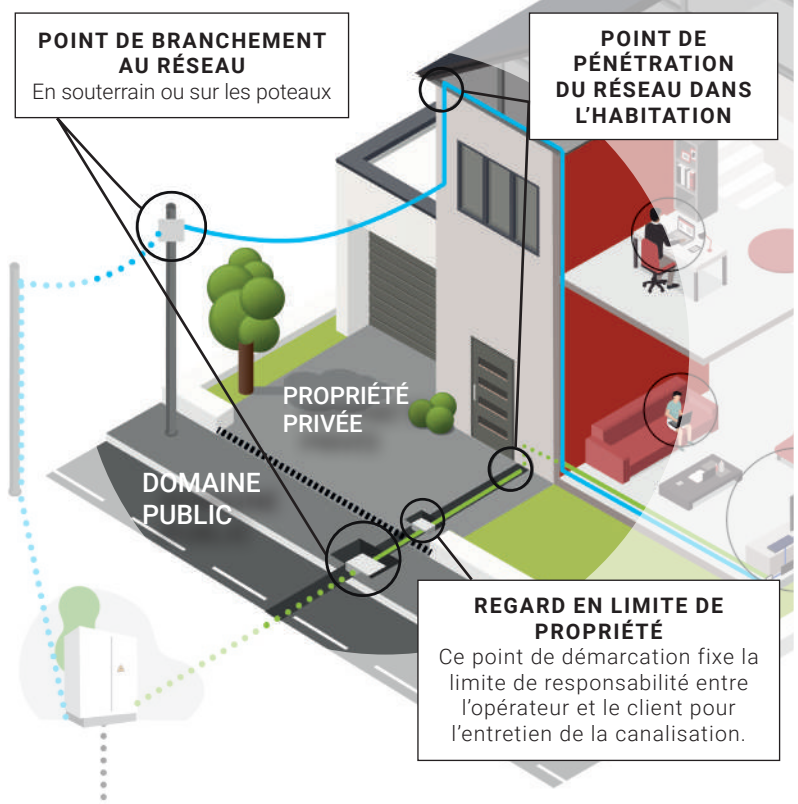 POINT DE BRANCHEMENT
AU RÉSEAU
En souterrain ou sur les poteaux
POINT DE
PÉNÉTRATION
DU RÉSEAU DANS
L'HABITATION
PROPRIÉTÉ
PRIVÉE
DOMAINE
PUBLIC
REGARD EN LIMITE DE
PROPRIÉTÉ
Ce point de démarcation fixe la
limite de responsabilité entre
l'opérateur et le client pour
l'entretien de la canalisation.